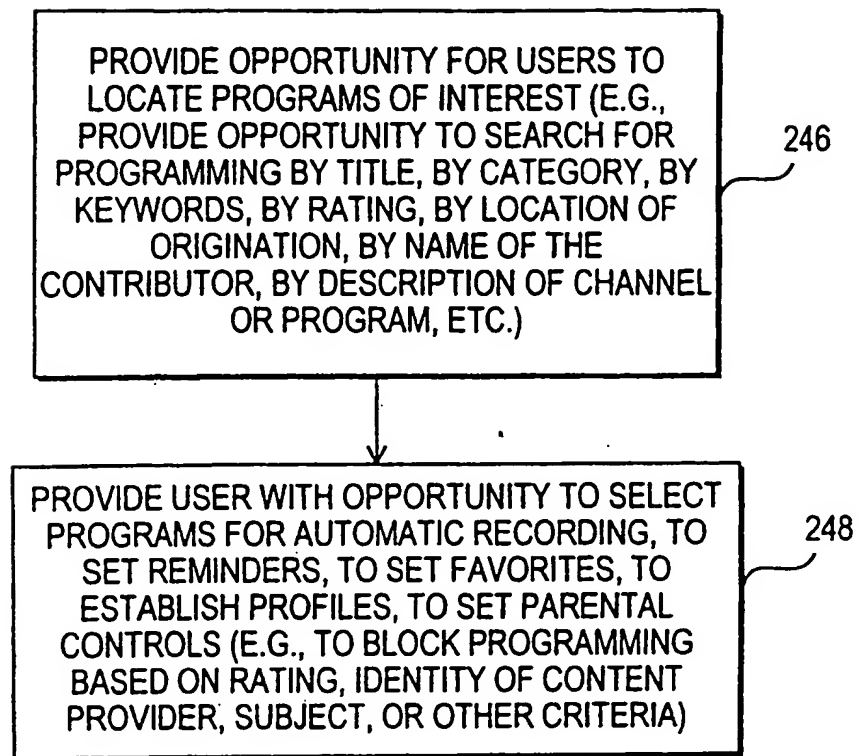 PROVIDE OPPORTUNITY FOR USERS TO
LOCATE PROGRAMS OF INTEREST (E.G.,
PROVIDE OPPORTUNITY TO SEARCH FOR
PROGRAMMING BY TITLE, BY CATEGORY, BY
KEYWORDS, BY RATING, BY LOCATION OF
ORIGINATION, BY NAME OF THE
CONTRIBUTOR, BY DESCRIPTION OF CHANNEL
OR PROGRAM, ETC.)
246
PROVIDE USER WITH OPPORTUNITY TO SELECT
PROGRAMS FOR AUTOMATIC RECORDING, TO
SET REMINDERS, TO SET FAVORITES, TO
ESTABLISH PROFILES, TO SET PARENTAL
CONTROLS (E.G., TO BLOCK PROGRAMMING
BASED ON RATING, IDENTITY OF CONTENT
PROVIDER, SUBJECT, OR OTHER CRITERIA)
248